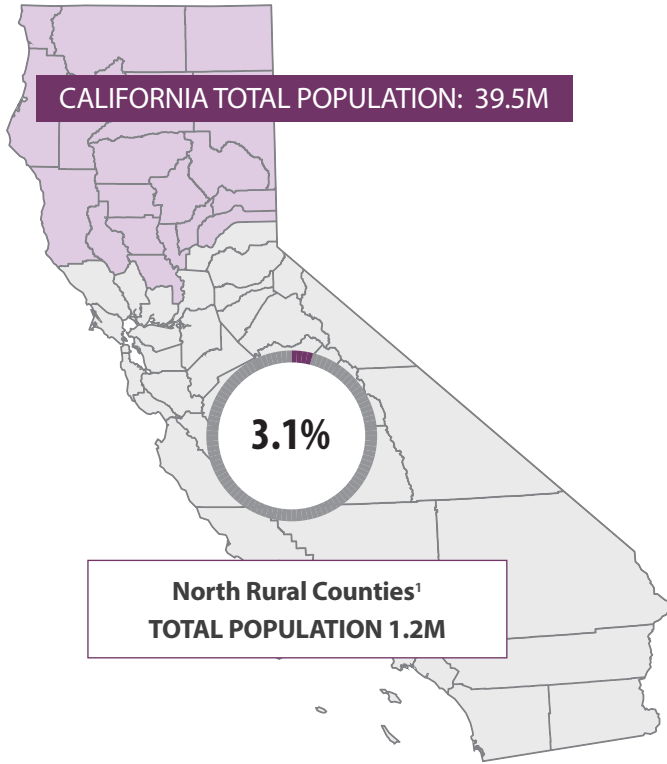 CALIFORNIA TOTAL POPULATION: 39.5M
3.1%
North Rural Counties¹
TOTAL POPULATION 1.2M